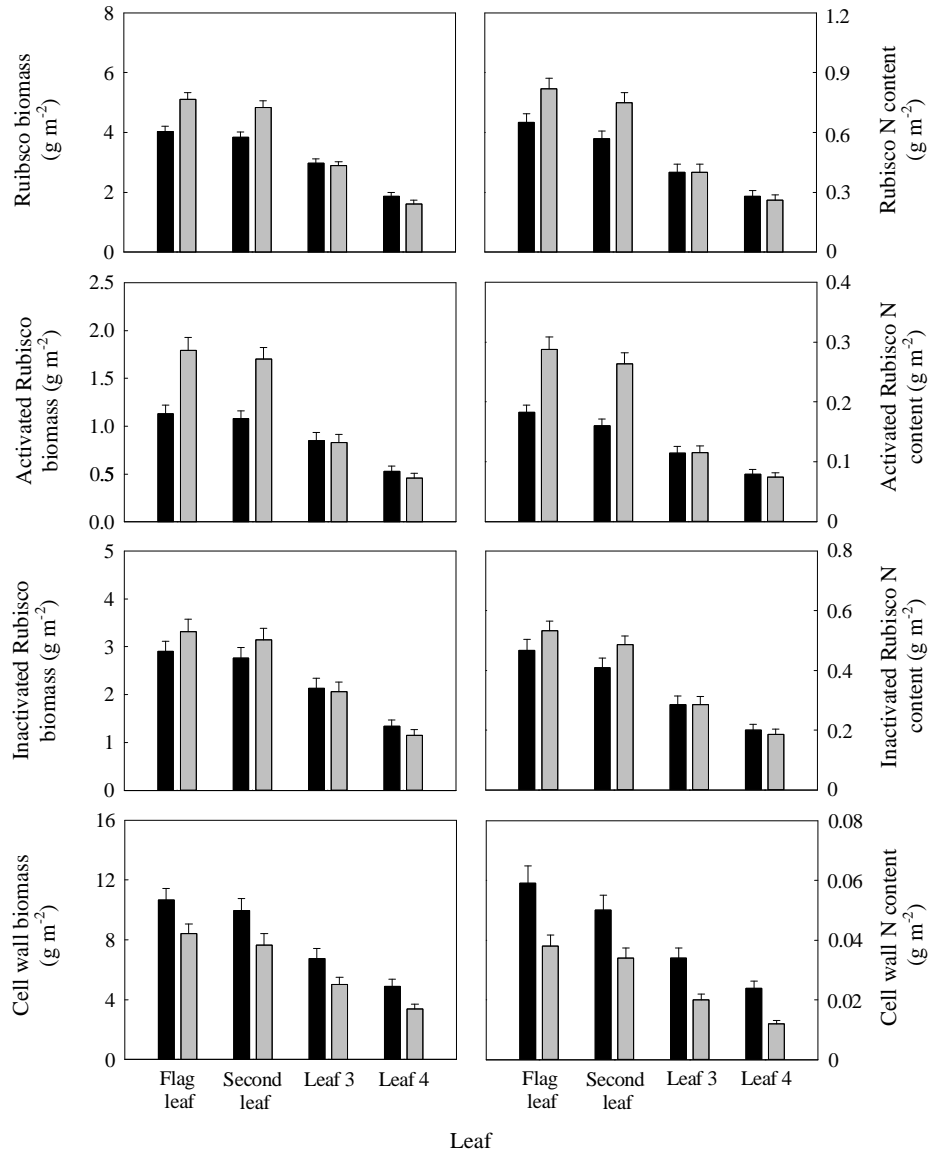 Ruibsco biomass
(g m-2)
8
6
4
2
0
1.2
0.9
0.6
0.3
0
Rubisco N content
(g m-2)
Activated Rubisco
biomass (g m-2)
2.5
2.0
1.5
1.0
0.5
0.0
0.4
0.3
0.2
0.1
0
Activated Rubisco N
content (g m-2)
Inactivated Rubisco
biomass (g m-2)
5
4
3
2
1
0
0.8
0.6
0.4
0.2
0
Inactivated Rubisco N
content (g m-2)
Cell wall biomass
(g m-2)
16
12
8
4
0
0.08
0.06
0.04
0.02
0
Cell wall N content
(g m-2)
Flag leaf
Second leaf
Leaf 3
Leaf 4
Flag leaf
Second leaf
Leaf 3
Leaf 4
Leaf